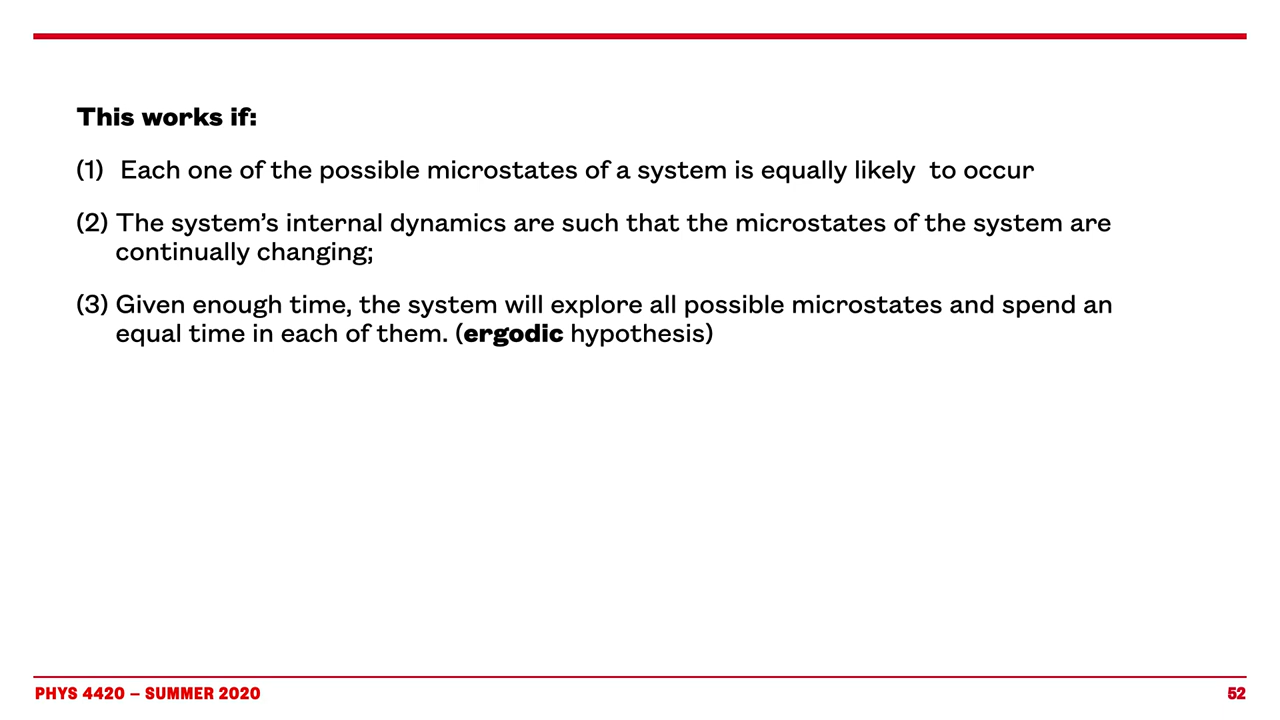 This works if:
(1) Each one of the possible microstates of a system is equally likely  to occur
(2) The system’s internal dynamics are such that the microstates of the system are
continually changing;
(3) Given enough time, the system will explore all possible microstates and spend an
equal time in each of them. (ergodic hypothesis)
PHYS 4420 – SUMMER 2020
52